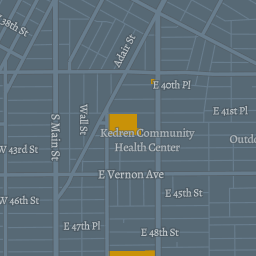 E 38th St
Adair St
E 40th Pl
E 41st Pl
Wall St
S Main St
Kedren Community
Health Center
Outdo
W 43rd St
E Vernon Ave
E 45th St
W 46th St
E 47th Pl
E 48th St